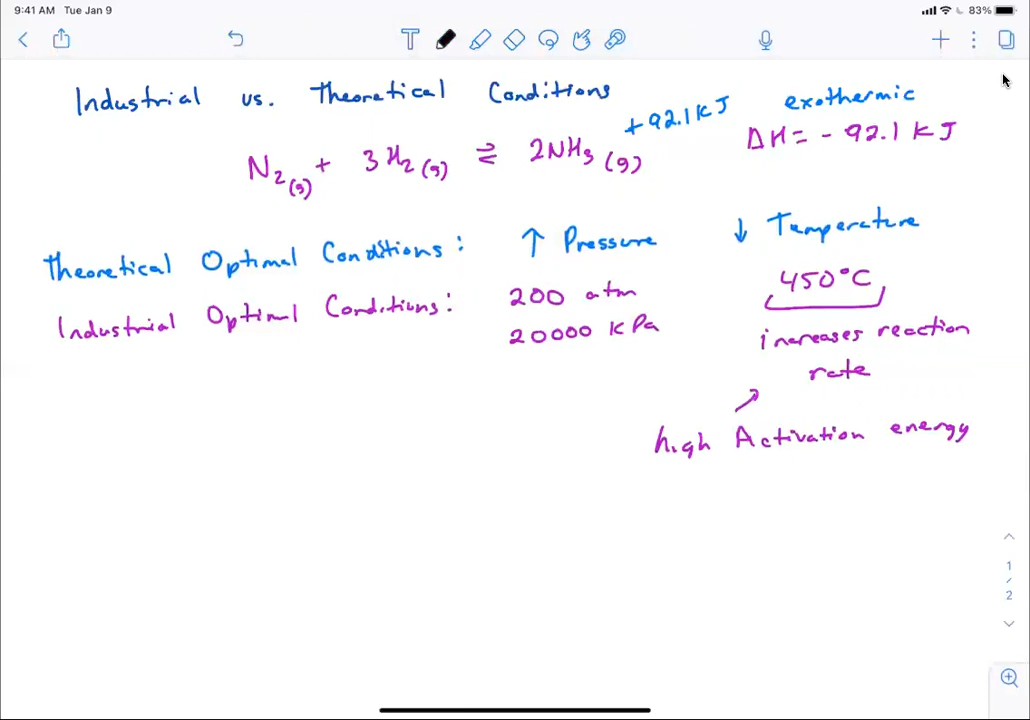 9:41 AM Tue Jan 9 83%
Industrial vs. Theoretical Conditions
N2(g) + 3H2(g) ⇌ 2NH3(g) +92.1 KJ
exothermic
ΔH = - 92.1 KJ
Theoretical Optimal Conditions: ↑ Pressure ↓ Temperature
Industrial Optimal Conditions: 200 atm 450°C
20000 KPa
increases reaction
rate
high Activation energy
1
/
2